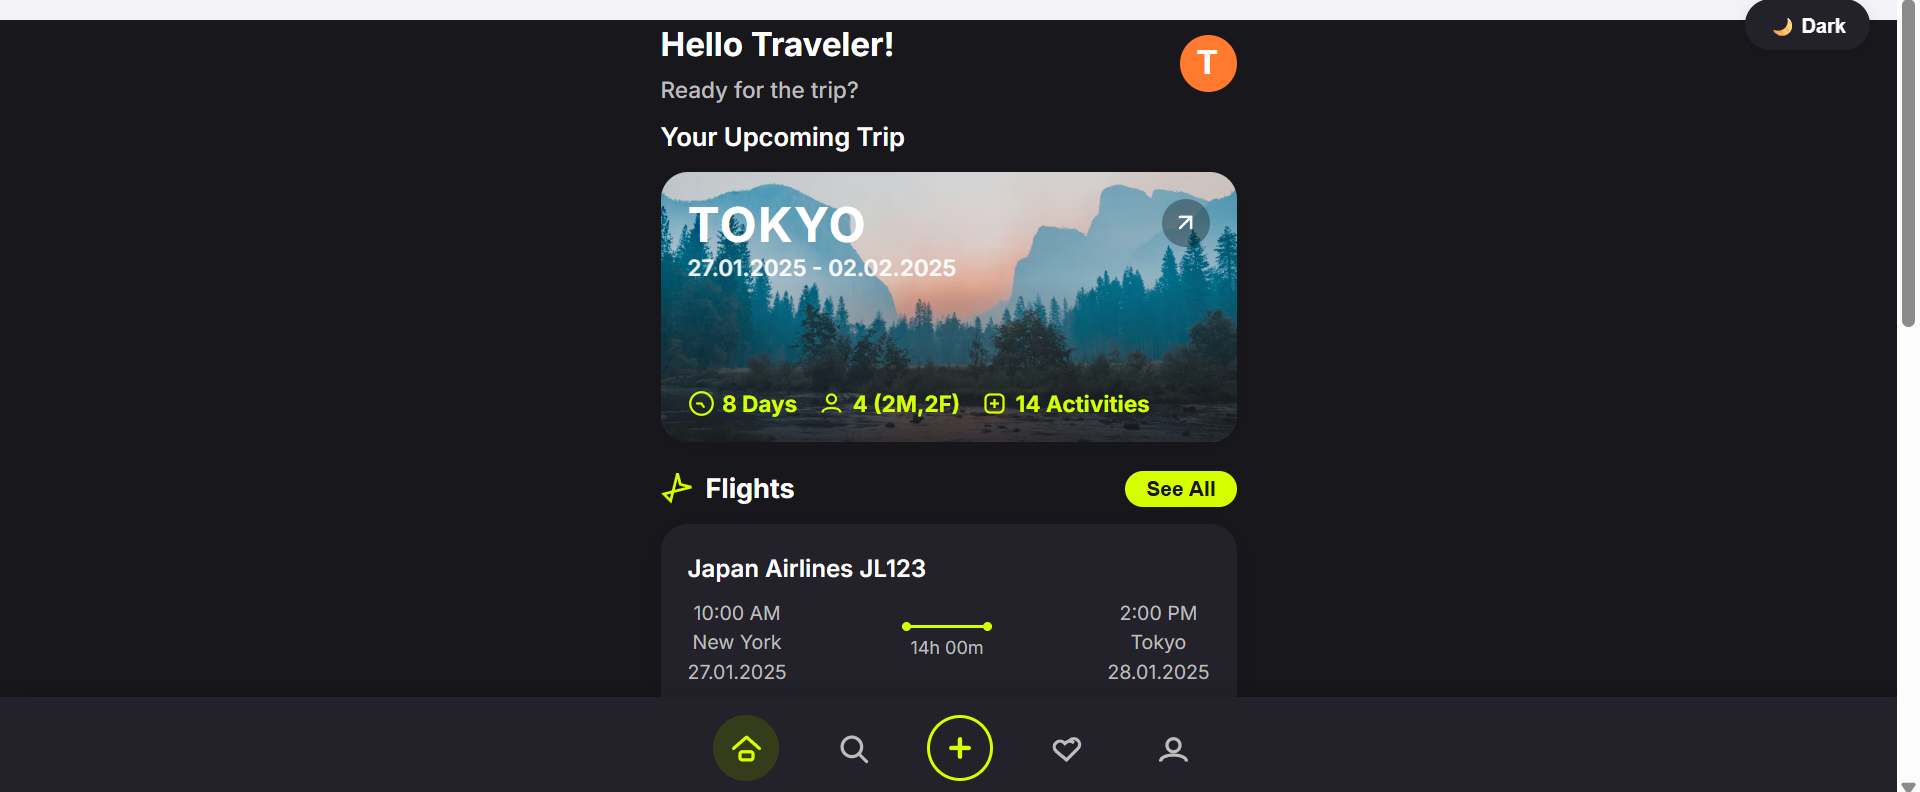 🌙 Dark
Hello Traveler!
T
Ready for the trip?
Your Upcoming Trip
TOKYO
27.01.2025 - 02.02.2025
8 Days 4 (2M,2F) 14 Activities
Flights See All
Japan Airlines JL123
10:00 AM 2:00 PM
New York 14h 00m Tokyo
27.01.2025 28.01.2025